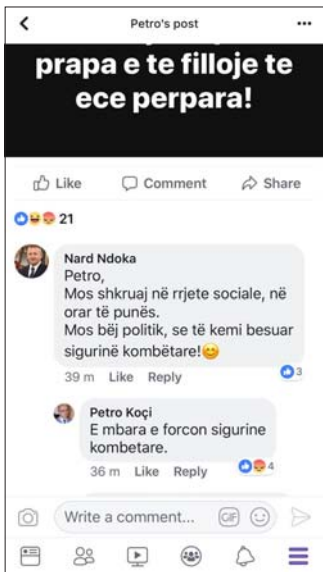 Petro's post
prapa e te filloje te
ece perpara!
Like Comment Share
21
Nard Ndoka
Petro,
Mos shkruaj në rrjete sociale, në
orar të punës.
Mos bëj politik, se të kemi besuar
sigurinë kombëtare!
39 m Like Reply 3
Petro Koçi
E mbara e forcon sigurine
kombetare.
36 m Like Reply 4
Write a comment... GIF